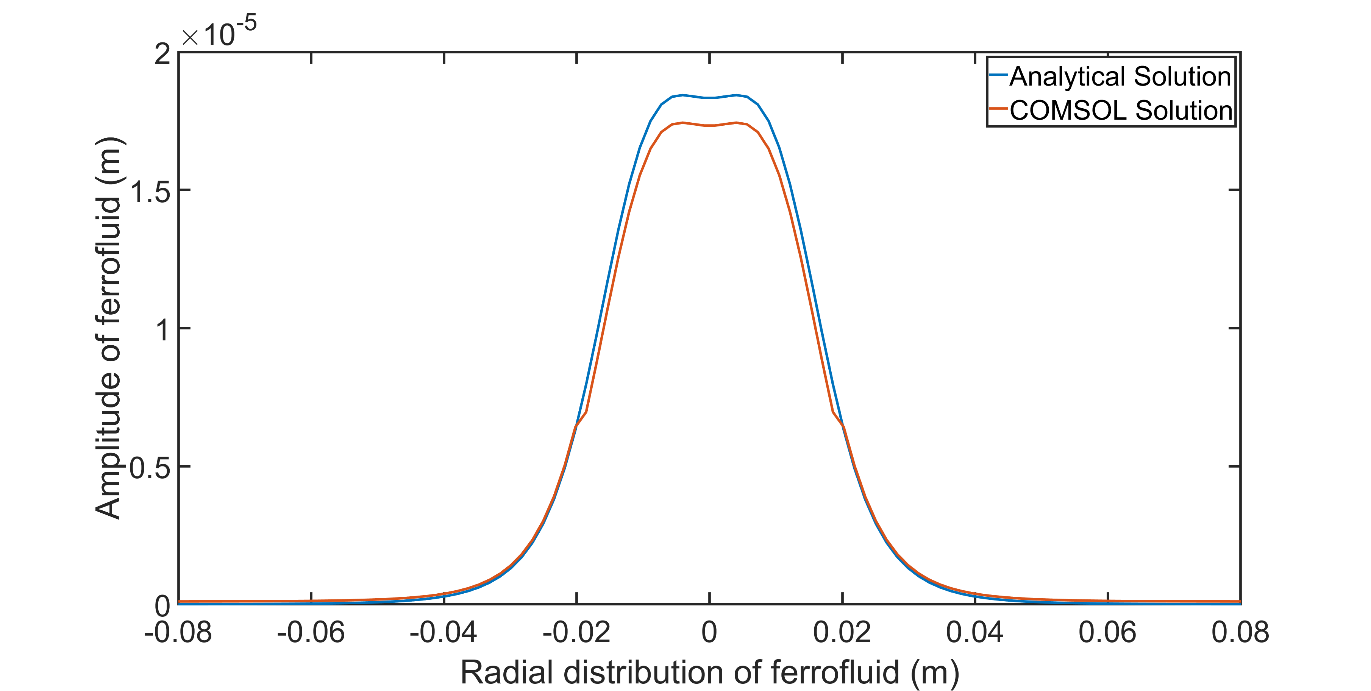 ×10-5
Analytical Solution
COMSOL Solution
2
1.5
1
0.5
0
Amplitude of ferrofluid (m)
-0.08 -0.06 -0.04 -0.02 0 0.02 0.04 0.06 0.08
Radial distribution of ferrofluid (m)